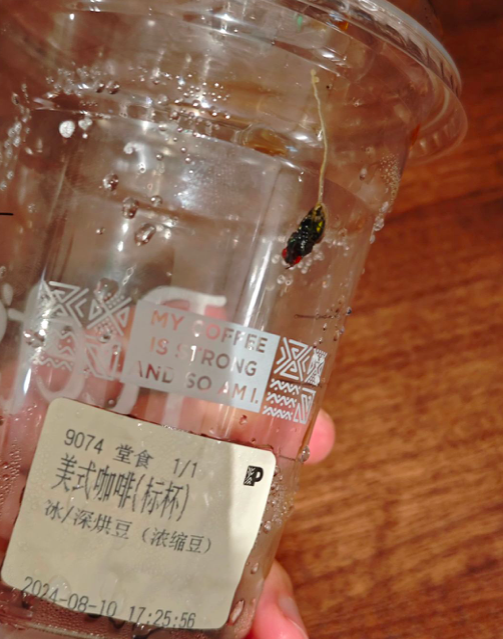 MY COFFEE
IS STRONG
AND SO AM I.
9074 堂食 1/1
美式咖啡(标杯)
冰/深烘豆（浓缩豆）
2024-08-10 17:25:56